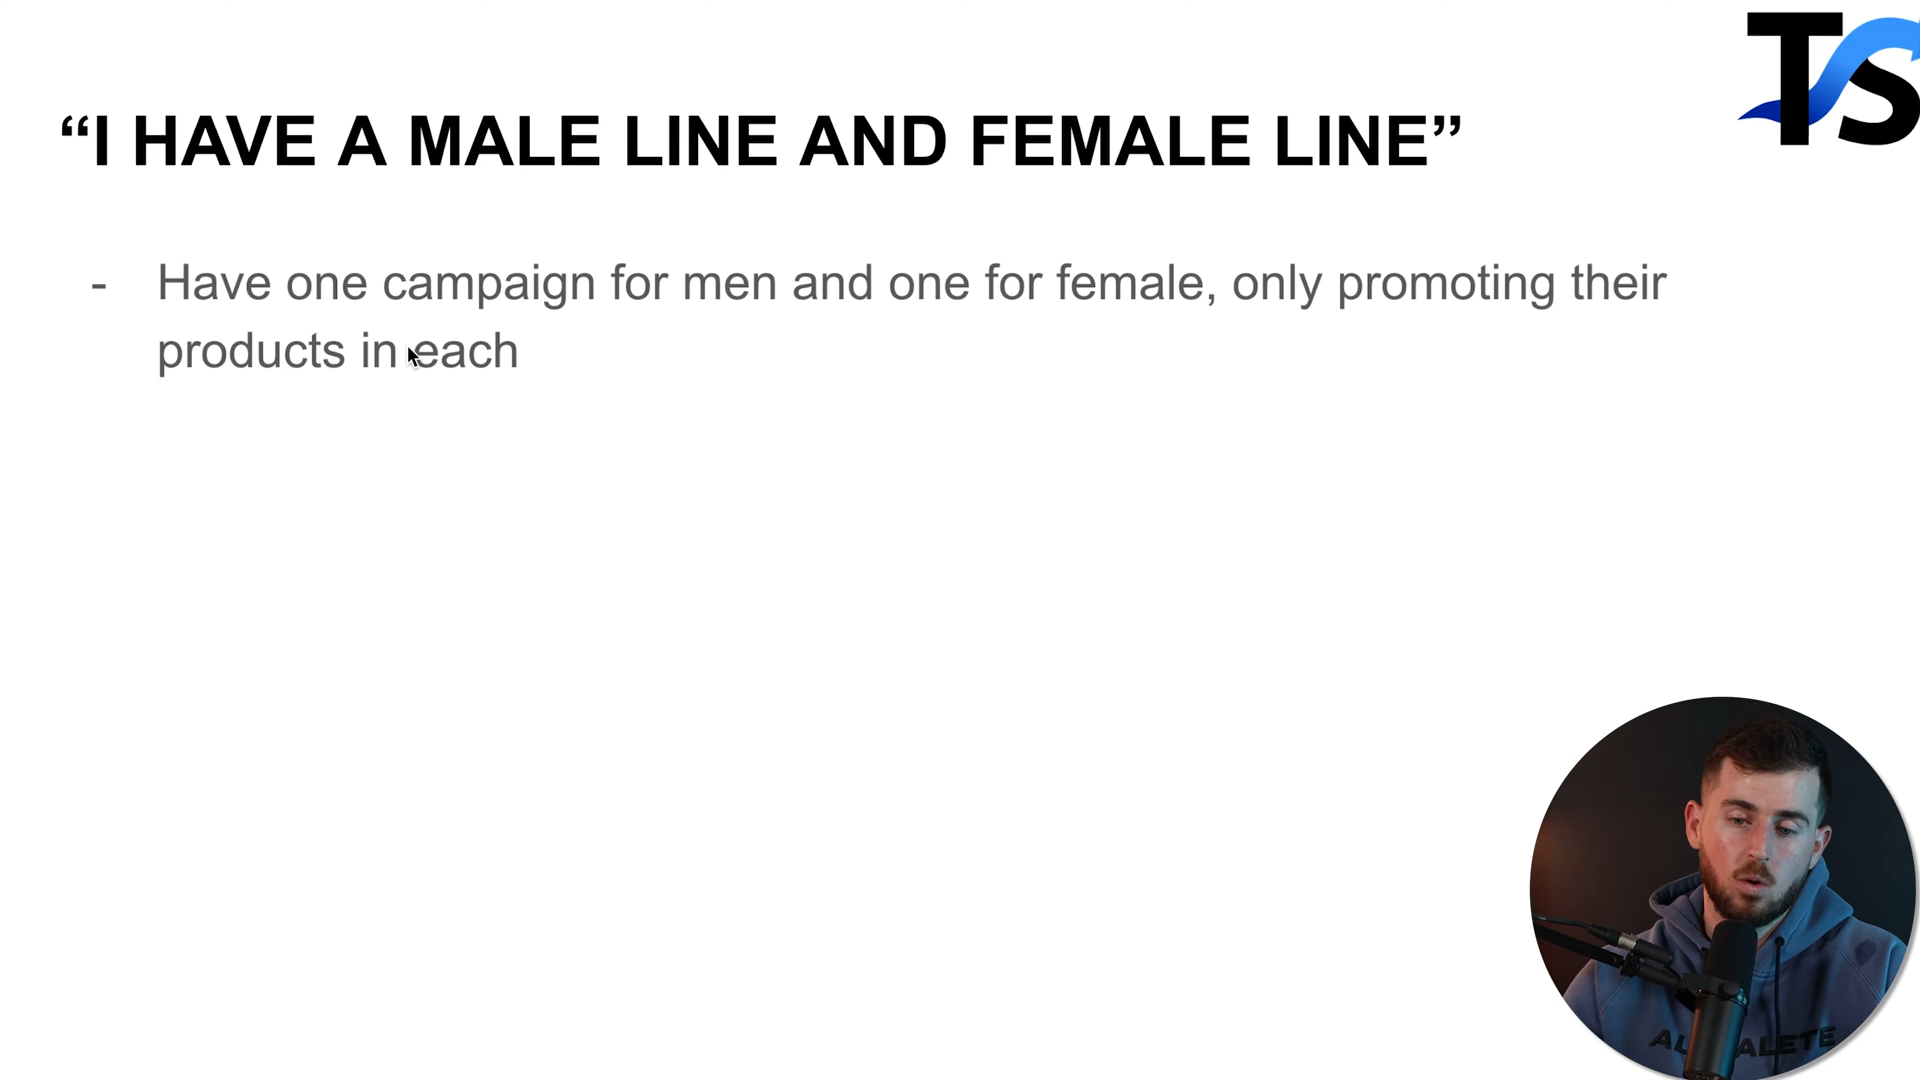 TS
“I HAVE A MALE LINE AND FEMALE LINE”
- Have one campaign for men and one for female, only promoting their
products in each